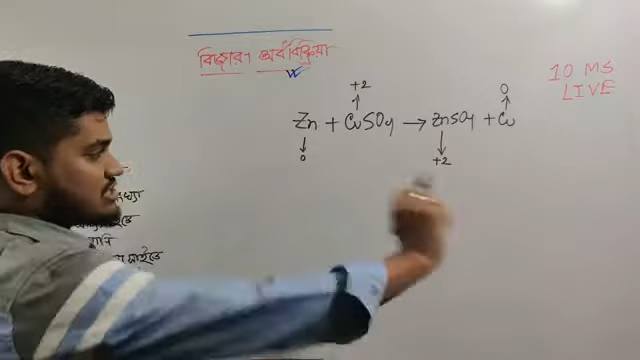 বিজারণ অর্ধবিক্রিয়া
10 MS
LIVE
+2
0
Zn + CuSO4 → ZnSO4 + Cu
0
+2